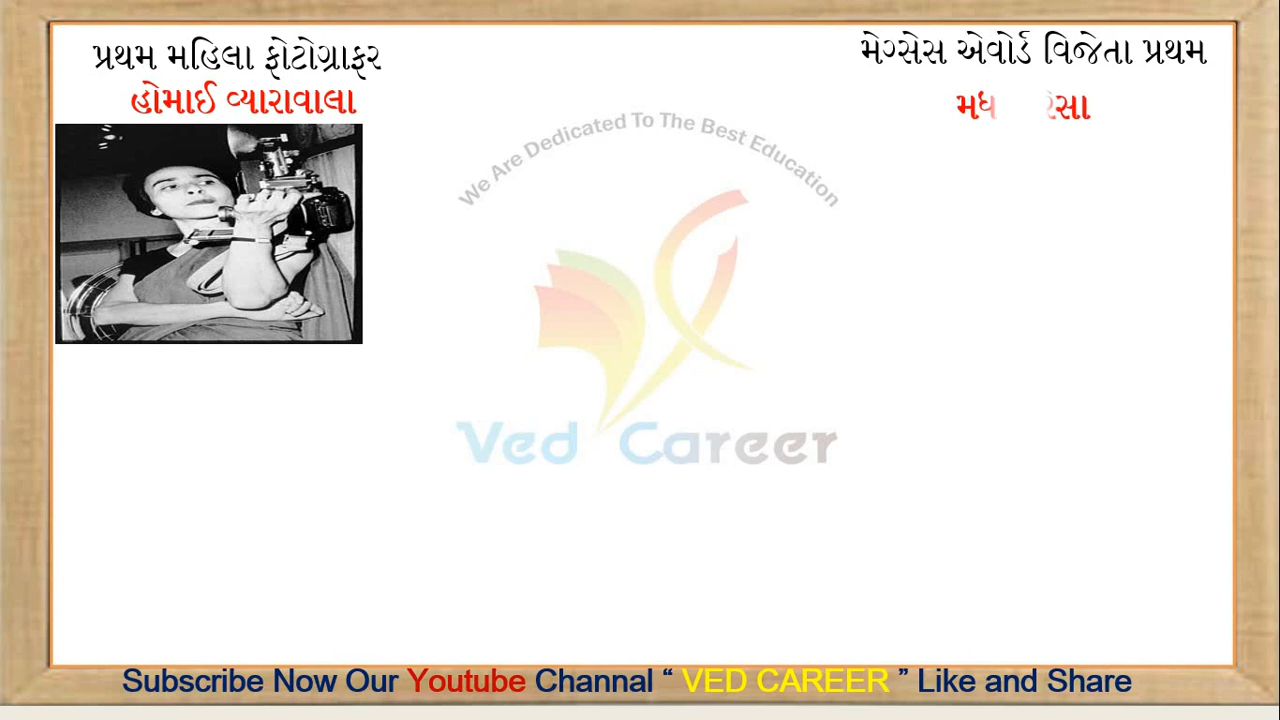 પ્રથમ મહિલા ફોટોગ્રાફર
હોમાઈ વ્યારાવાલા
મેગ્સેસ એવોર્ડ વિજેતા પ્રથમ
We Are Dedicated To The Best Education
Ved Career
Subscribe Now Our Youtube Channal “ VED CAREER ” Like and Share